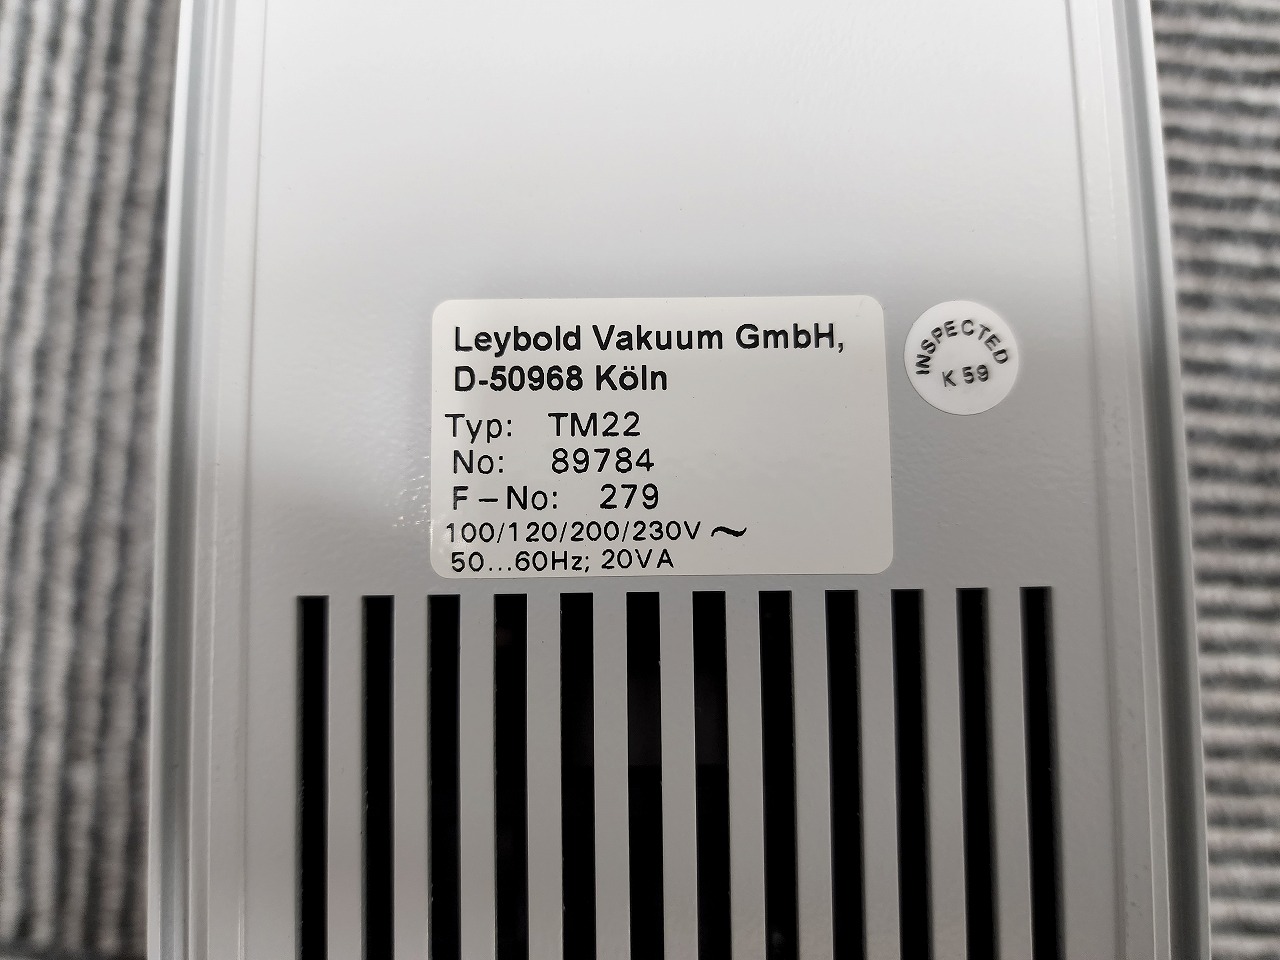 Leybold Vakuum GmbH,
D-50968 Köln
Typ: TM22
No: 89784
F-No: 279
100/120/200/230V ~
50...60Hz; 20VA
INSPECTED
K 59